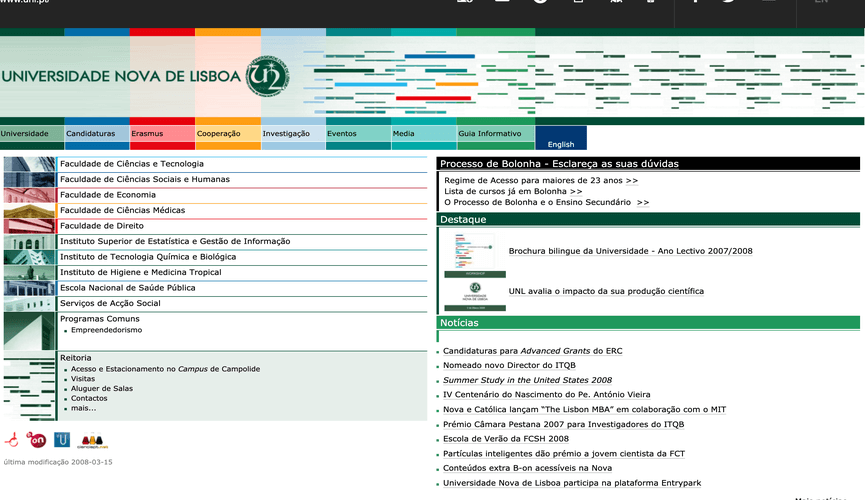 www.unl.pt
EN
UNIVERSIDADE NOVA DE LISBOA
Universidade
Candidaturas
Erasmus
Cooperação
Investigação
Eventos
Media
Guia Informativo
English
Faculdade de Ciências e Tecnologia
Faculdade de Ciências Sociais e Humanas
Faculdade de Economia
Faculdade de Ciências Médicas
Faculdade de Direito
Instituto Superior de Estatística e Gestão de Informação
Instituto de Tecnologia Química e Biológica
Instituto de Higiene e Medicina Tropical
Escola Nacional de Saúde Pública
Serviços de Acção Social
Programas Comuns
Empreendedorismo
Reitoria
Acesso e Estacionamento no Campus de Campolide
Visitas
Aluguer de Salas
Contactos
mais...
última modificação 2008-03-15
Processo de Bolonha - Esclareça as suas dúvidas
Regime de Acesso para maiores de 23 anos >>
Lista de cursos já em Bolonha >>
O Processo de Bolonha e o Ensino Secundário >>
Destaque
Brochura bilingue da Universidade - Ano Lectivo 2007/2008
UNL avalia o impacto da sua produção científica
Notícias
Candidaturas para Advanced Grants do ERC
Nomeado novo Director do ITQB
Summer Study in the United States 2008
IV Centenário do Nascimento do Pe. António Vieira
Nova e Católica lançam “The Lisbon MBA” em colaboração com o MIT
Prémio Câmara Pestana 2007 para Investigadores do ITQB
Escola de Verão da FCSH 2008
Partículas inteligentes dão prémio a jovem cientista da FCT
Conteúdos extra B-on acessíveis na Nova
Universidade Nova de Lisboa participa na plataforma Entrypark